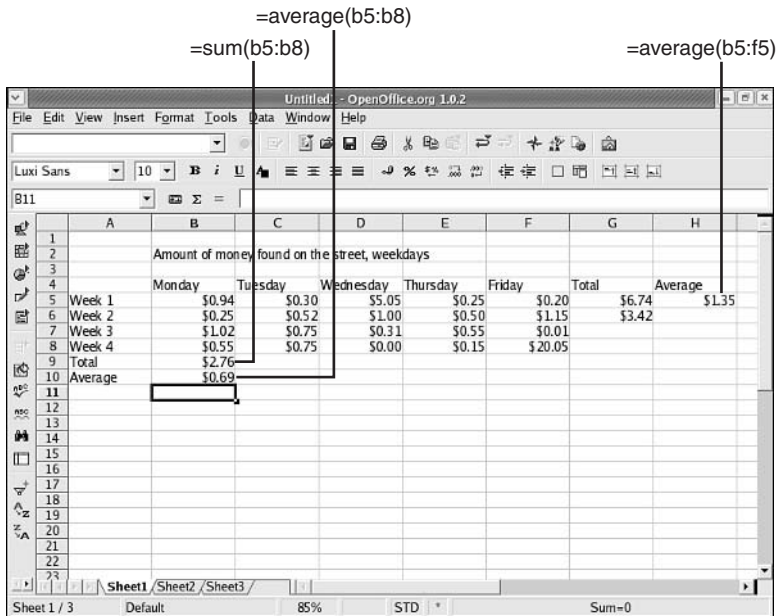 =average(b5:b8)
=sum(b5:b8)
=average(b5:f5)
Untitled1 - OpenOffice.org 1.0.2
File Edit View Insert Format Tools Data Window Help
Luxi Sans 10 B i U A
B11 Σ =
A B C D E F G H
1
2 Amount of money found on the street, weekdays
3
4 Monday Tuesday Wednesday Thursday Friday Total Average
5 Week 1 $0.94 $0.30 $5.05 $0.25 $0.20 $6.74 $1.35
6 Week 2 $0.25 $0.52 $1.00 $0.50 $1.15 $3.42
7 Week 3 $1.02 $0.75 $0.31 $0.55 $0.01
8 Week 4 $0.55 $0.75 $0.00 $0.15 $20.05
9 Total $2.76
10 Average $0.69
11
12
13
14
15
16
17
18
19
20
21
22
23
Sheet1 Sheet2 Sheet3
Sheet 1 / 3 Default 85% STD * Sum=0